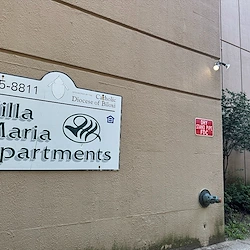 5-8811
Catholic
Diocese of Biloxi
illa
Maria
partments